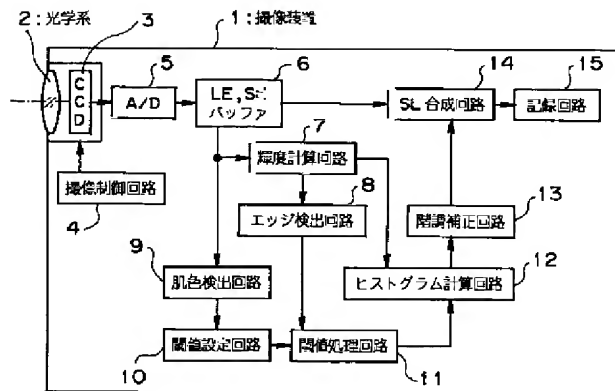 2:光学系
3
1:撮像装置
5
6
14
15
CCD
A/D
LE,SE
バッファ
SL合成回路
記録回路
7
輝度計算回路
8
撮像制御回路
4
エッジ検出回路
階調補正回路
13
9
肌色検出回路
ヒストグラム計算回路
12
閾値設定回路
閾値処理回路
10
11